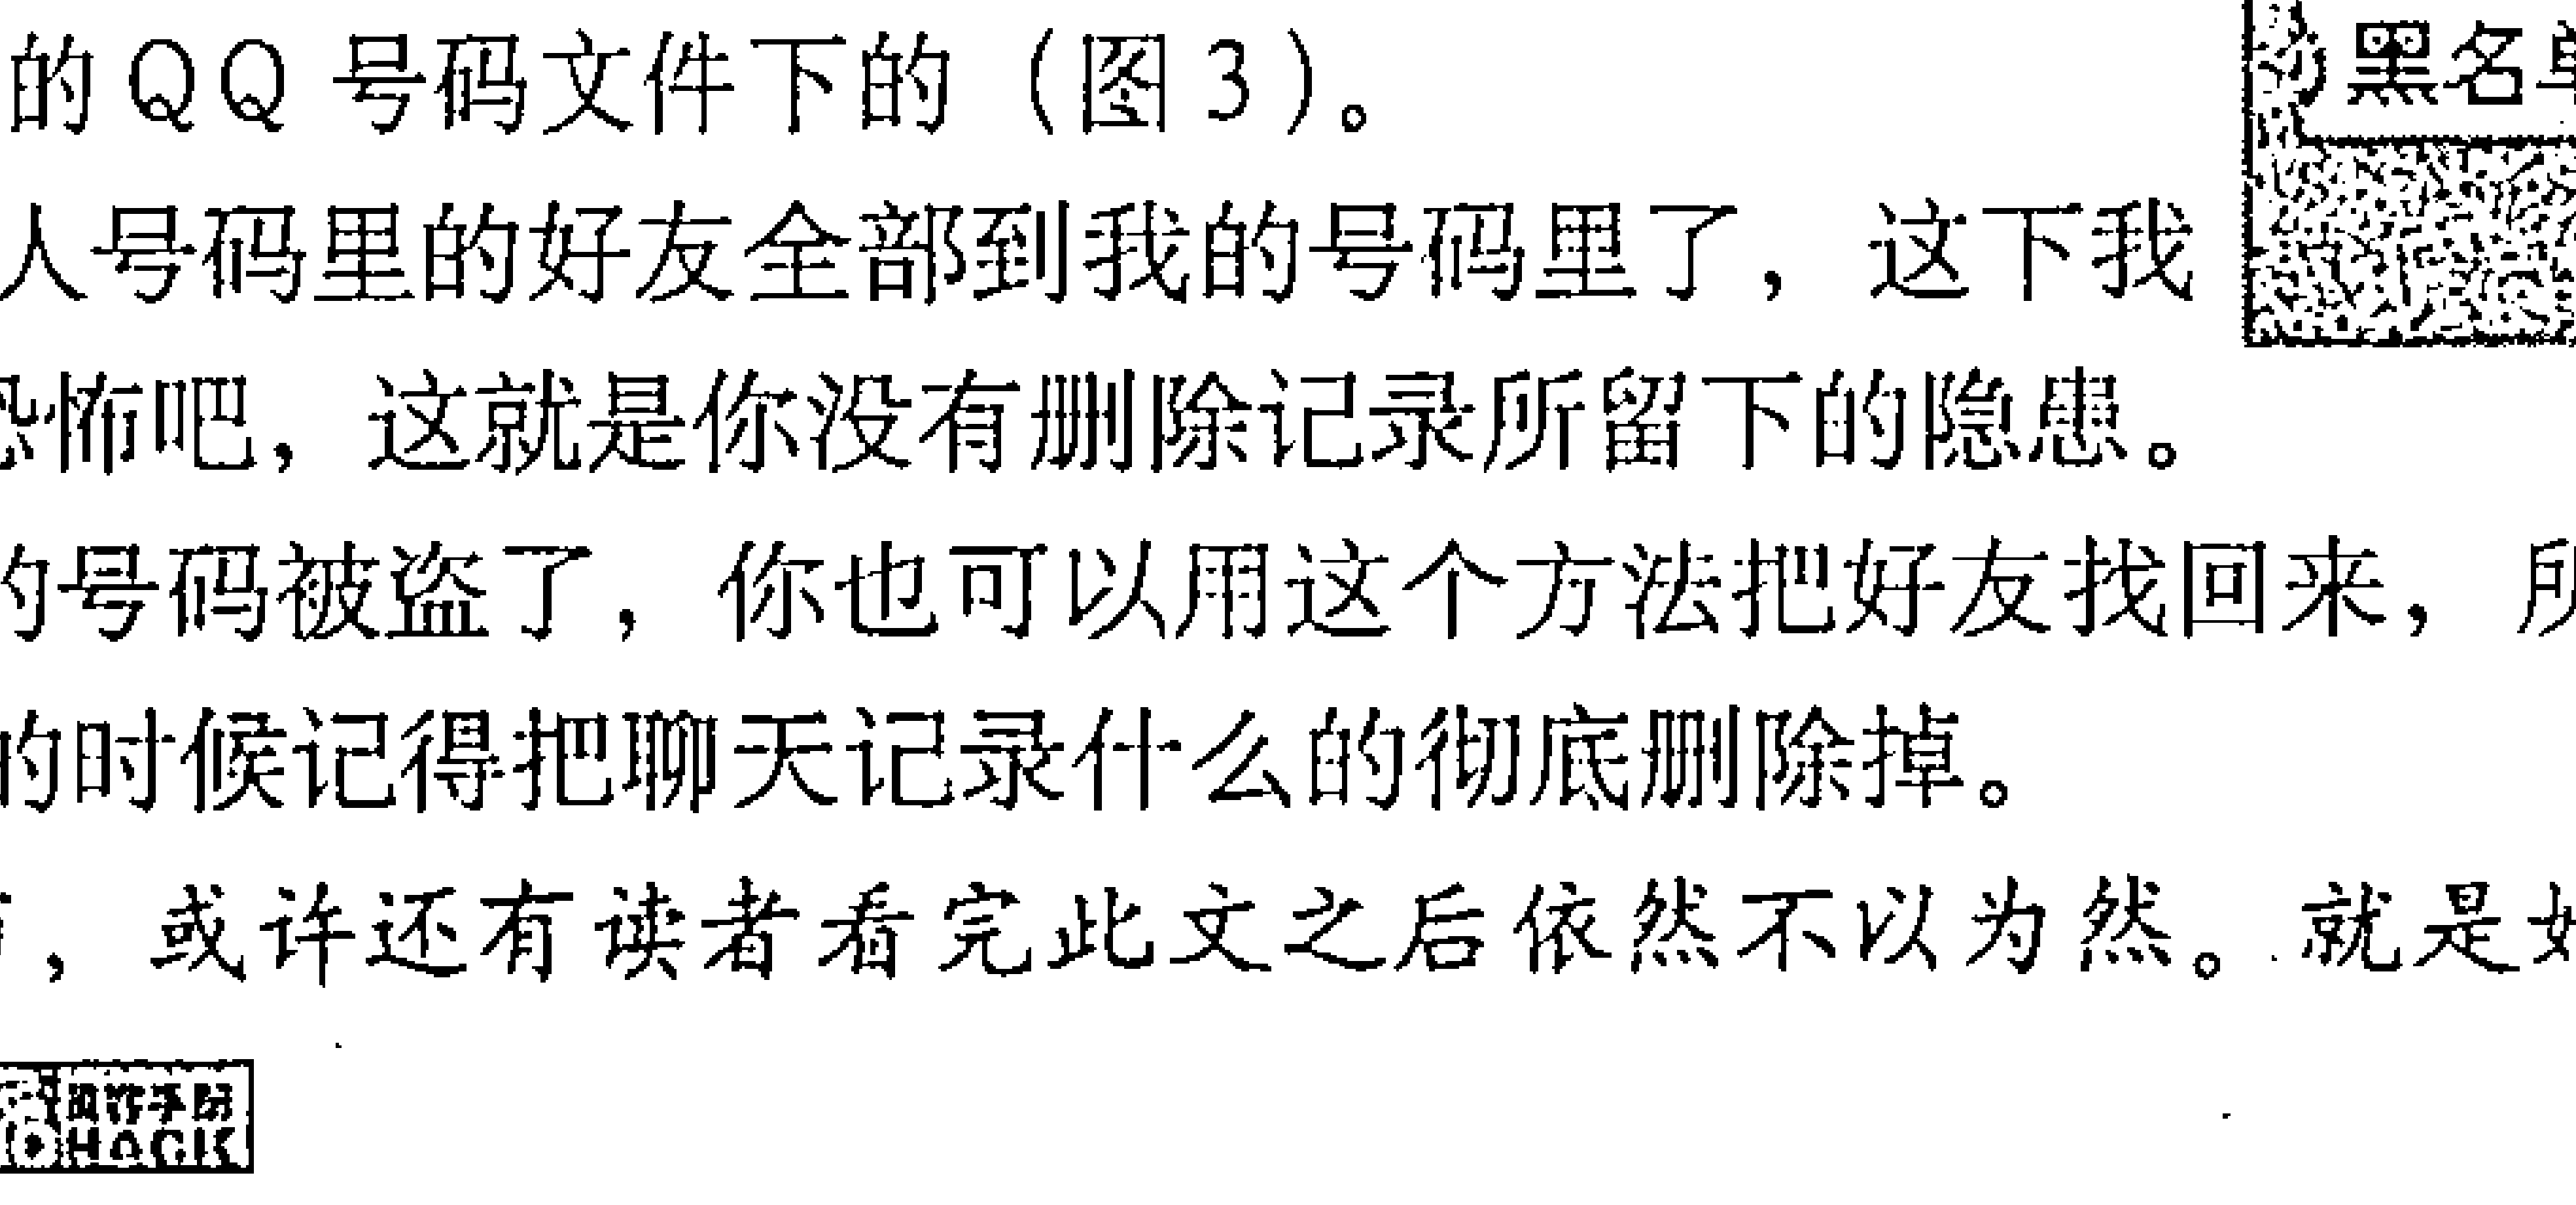 的QQ号码文件下的（图3）。
黑名单
人号码里的好友全部到我的号码里了，这下我
恐怖吧，这就是你没有删除记录所留下的隐患。
的号码被盗了，你也可以用这个方法把好友找回来，所
的时候记得把聊天记录什么的彻底删除掉。
，或许还有读者看完此文之后依然不以为然。就是如
HACK